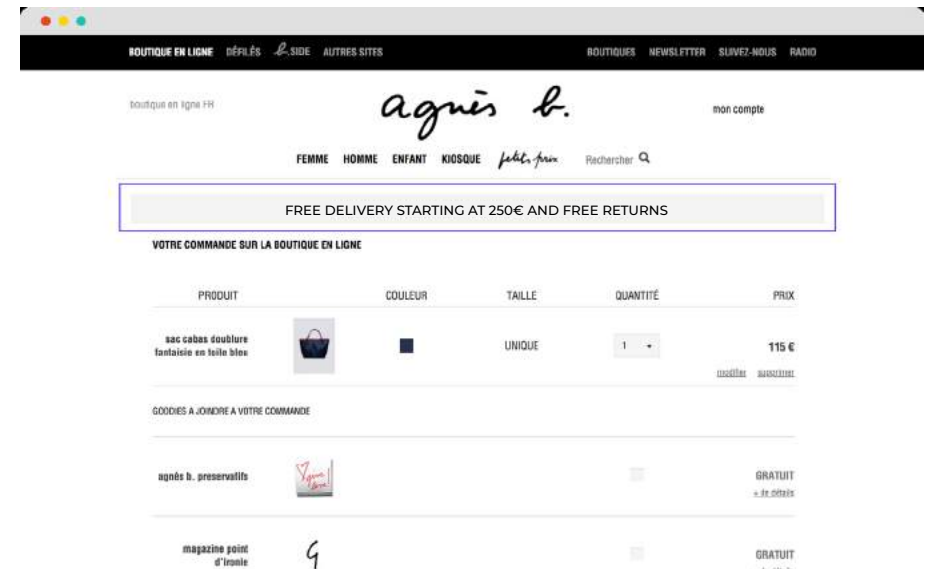 BOUTIQUE EN LIGNE DÉFILÉS b. SIDE AUTRES SITES BOUTIQUES NEWSLETTER SUIVEZ-NOUS RADIO
boutique en ligne FR
agnès b.
mon compte
FEMME HOMME ENFANT KIOSQUE petits prix Rechercher
FREE DELIVERY STARTING AT 250€ AND FREE RETURNS
VOTRE COMMANDE SUR LA BOUTIQUE EN LIGNE
PRODUIT COULEUR TAILLE QUANTITÉ PRIX
sac cabas doublure
fantaisie en toile bleu
UNIQUE 1 115 €
modifier supprimer
GOODIES A JOINDRE A VOTRE COMMANDE
agnès b. preservatifs
GRATUIT
+ de détails
magazine point
d'ironie
GRATUIT